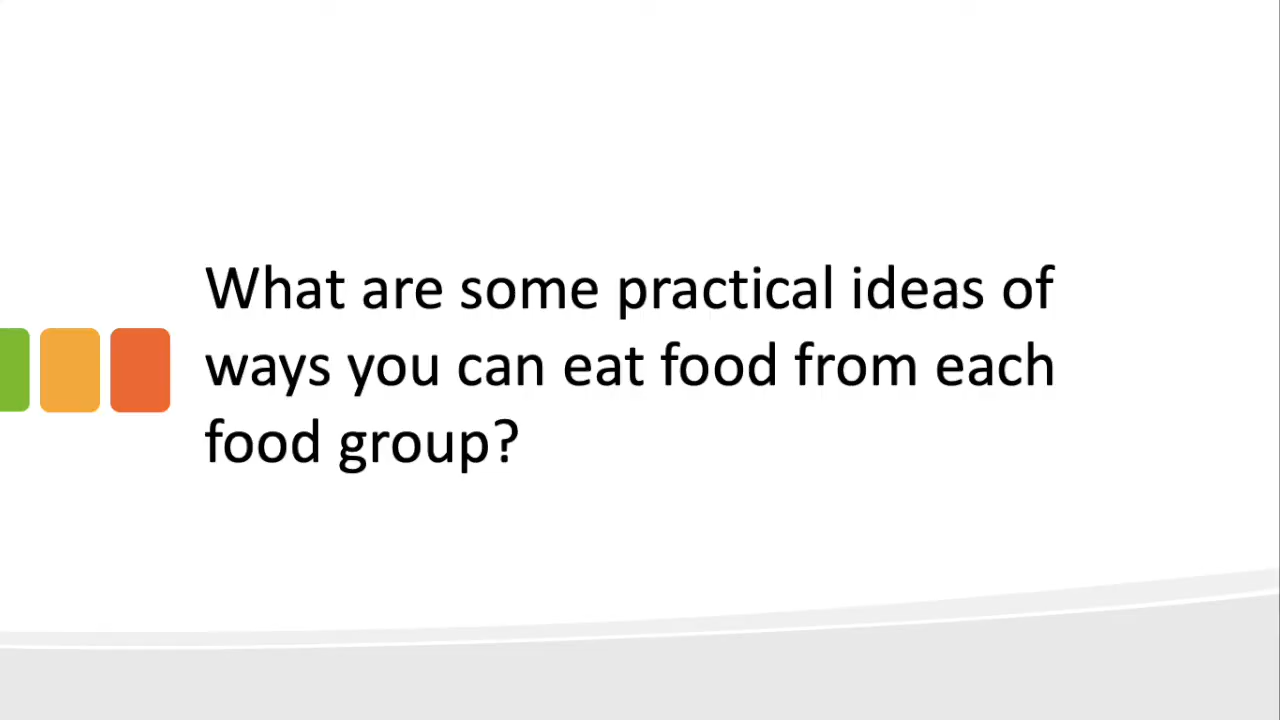 What are some practical ideas of
ways you can eat food from each
food group?